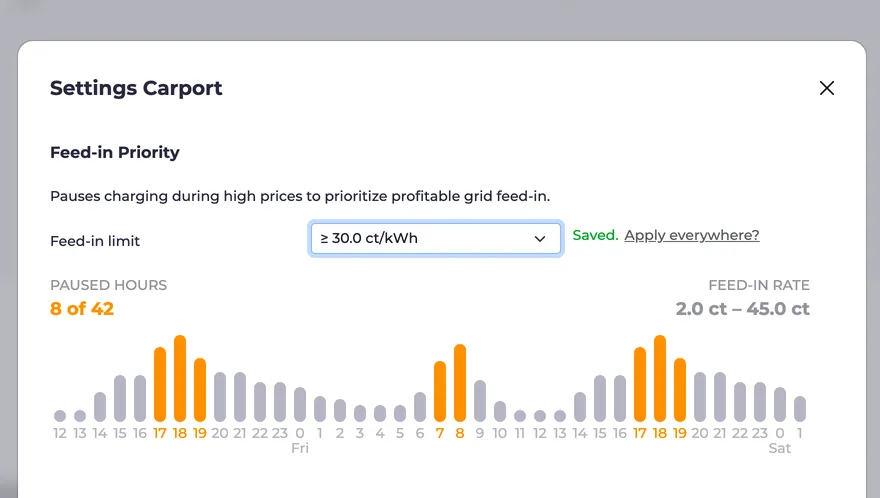 Settings Carport
Feed-in Priority
Pauses charging during high prices to prioritize profitable grid feed-in.
Feed-in limit ≥ 30.0 ct/kWh Saved. Apply everywhere?
PAUSED HOURS FEED-IN RATE
8 of 42 2.0 ct – 45.0 ct
12 13 14 15 16 17 18 19 20 21 22 23 0 1 2 3 4 5 6 7 8 9 10 11 12 13 14 15 16 17 18 19 20 21 22 23 0 1
Fri Sat